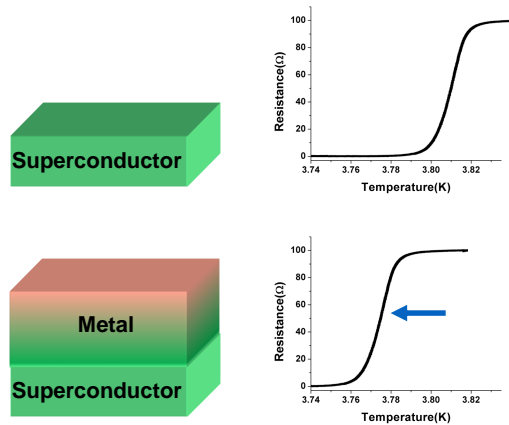 Superconductor
Resistance(Ω)
100
80
60
40
20
0
3.74 3.76 3.78 3.80 3.82
Temperature(K)
Metal
Superconductor
Resistance(Ω)
100
80
60
40
20
0
3.74 3.76 3.78 3.80 3.82
Temperature(K)